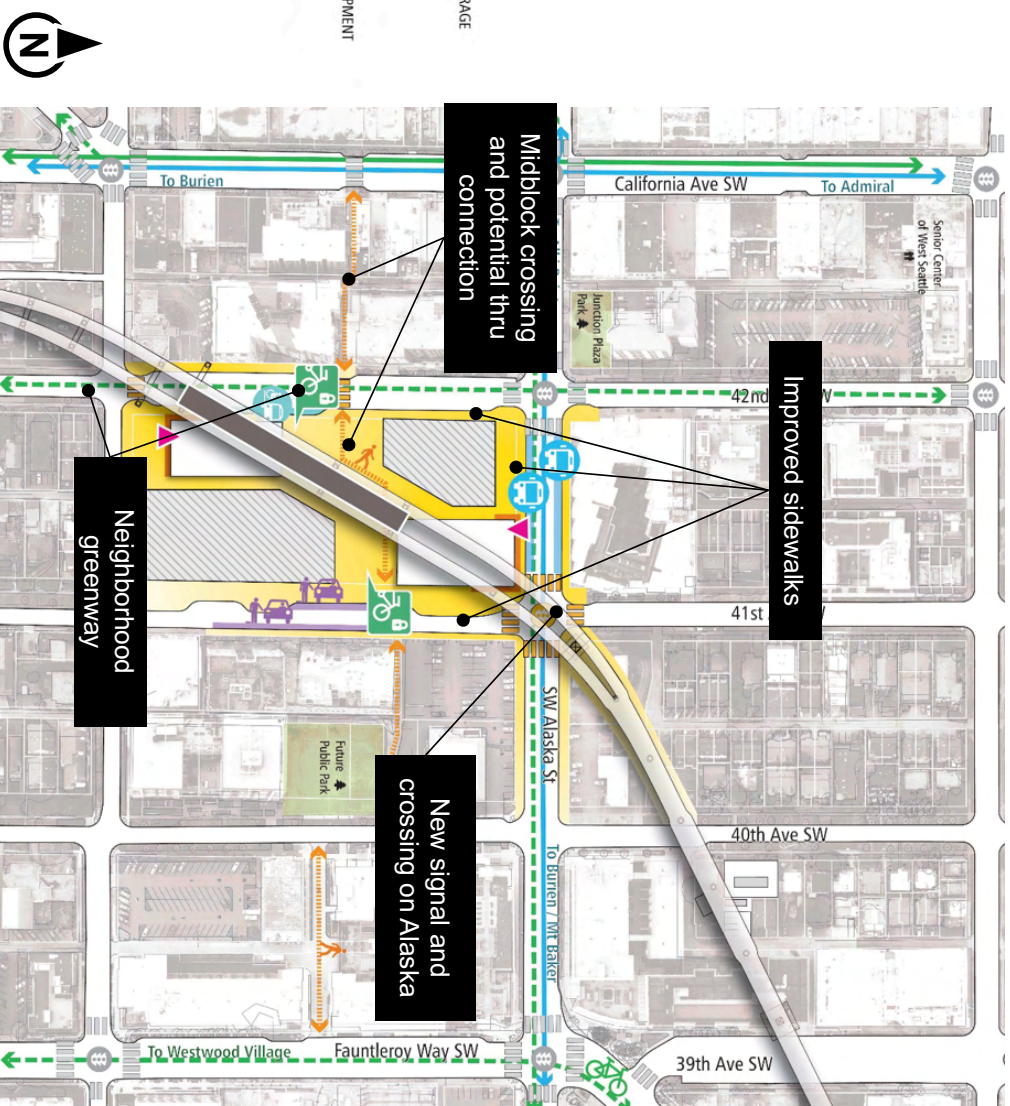 PMENT
RAGE
N
To Burien
California Ave SW
To Admiral
Midblock crossing
and potential thru
connection
Senior Center
of West Seattle
Junction Plaza
Park
Improved sidewalks
42nd
W
Neighborhood
greenway
41st
W
New signal and
crossing on Alaska
SW Alaska St
Future
Public Park
40th Ave SW
To Burien / Mt Baker
To Westwood Village
Fauntleroy Way SW
39th Ave SW